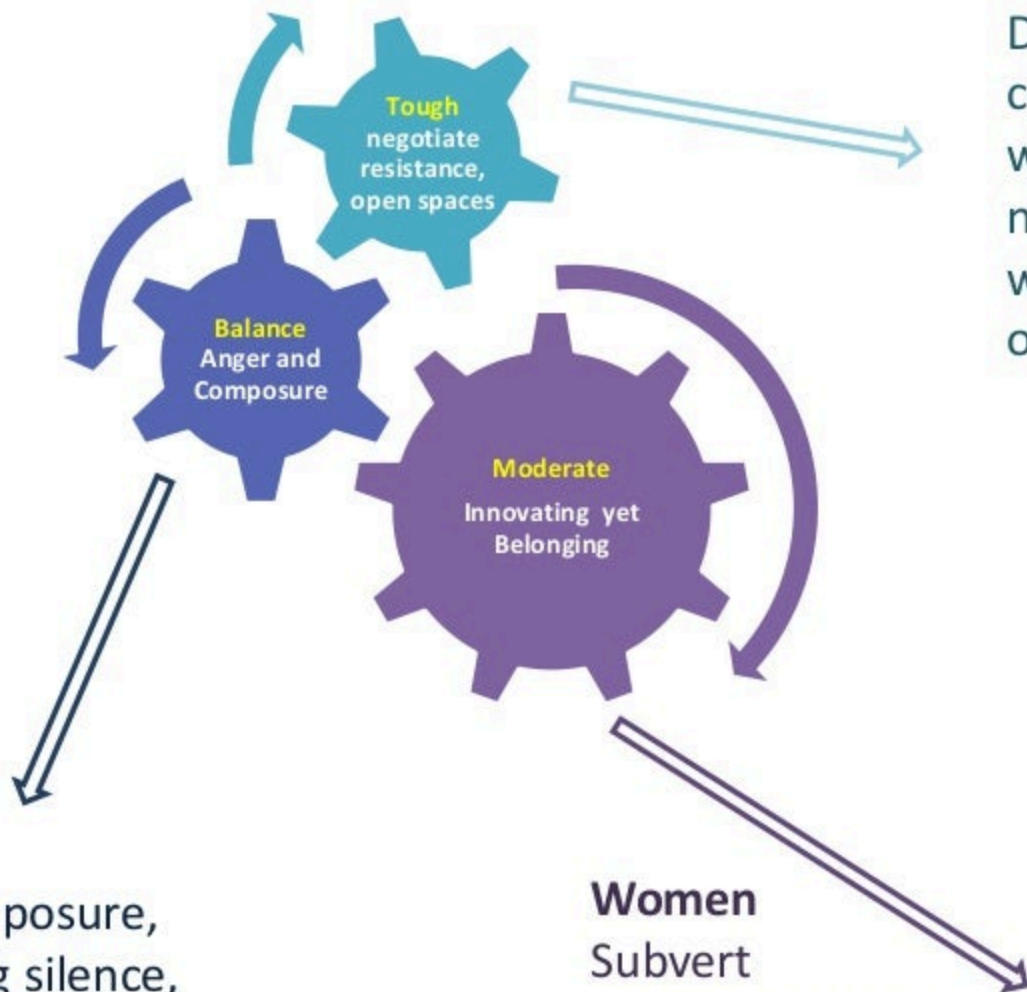 Tough
negotiate
resistance,
open spaces
Balance
Anger and
Composure
Moderate
Innovating yet
Belonging
posure,
silence,
Women
Subvert